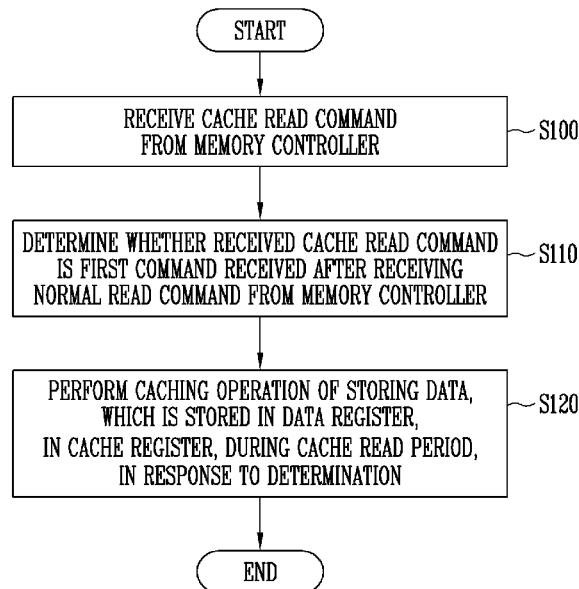 START
RECEIVE CACHE READ COMMAND
FROM MEMORY CONTROLLER
S100
DETERMINE WHETHER RECEIVED CACHE READ COMMAND
IS FIRST COMMAND RECEIVED AFTER RECEIVING
NORMAL READ COMMAND FROM MEMORY CONTROLLER
S110
PERFORM CACHING OPERATION OF STORING DATA,
WHICH IS STORED IN DATA REGISTER,
IN CACHE REGISTER, DURING CACHE READ PERIOD,
IN RESPONSE TO DETERMINATION
S120
END